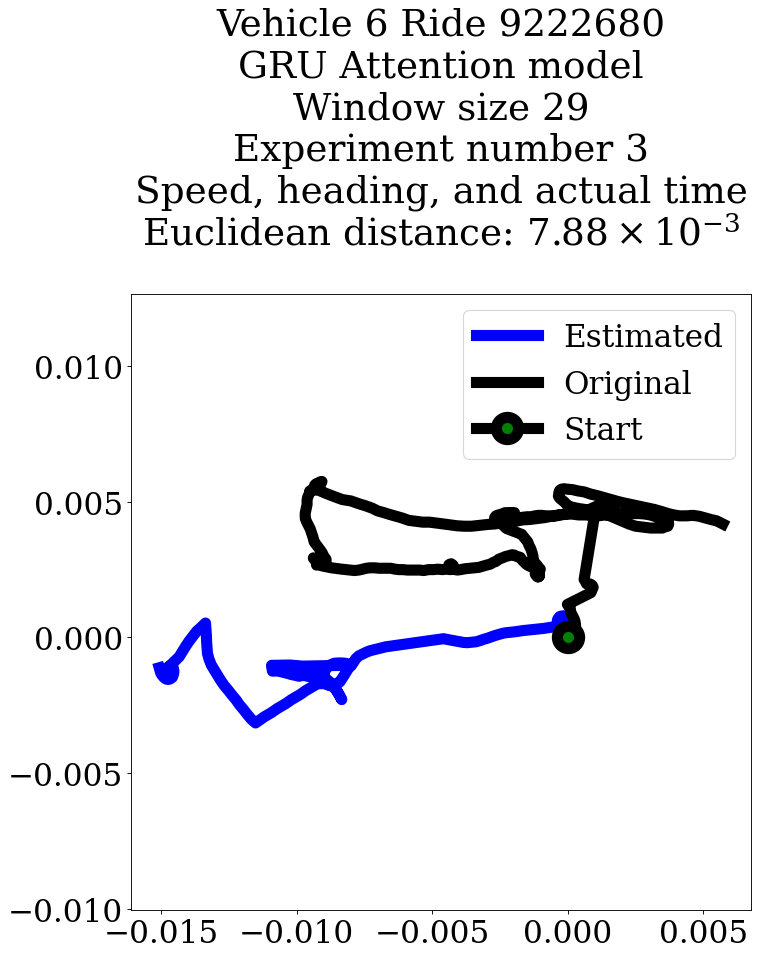 Vehicle 6 Ride 9222680
GRU Attention model
Window size 29
Experiment number 3
Speed, heading, and actual time
Euclidean distance: 7.88 × 10⁻³
Estimated
Original
Start
0.010
0.005
0.000
−0.005
−0.010
−0.015 −0.010 −0.005 0.000 0.005